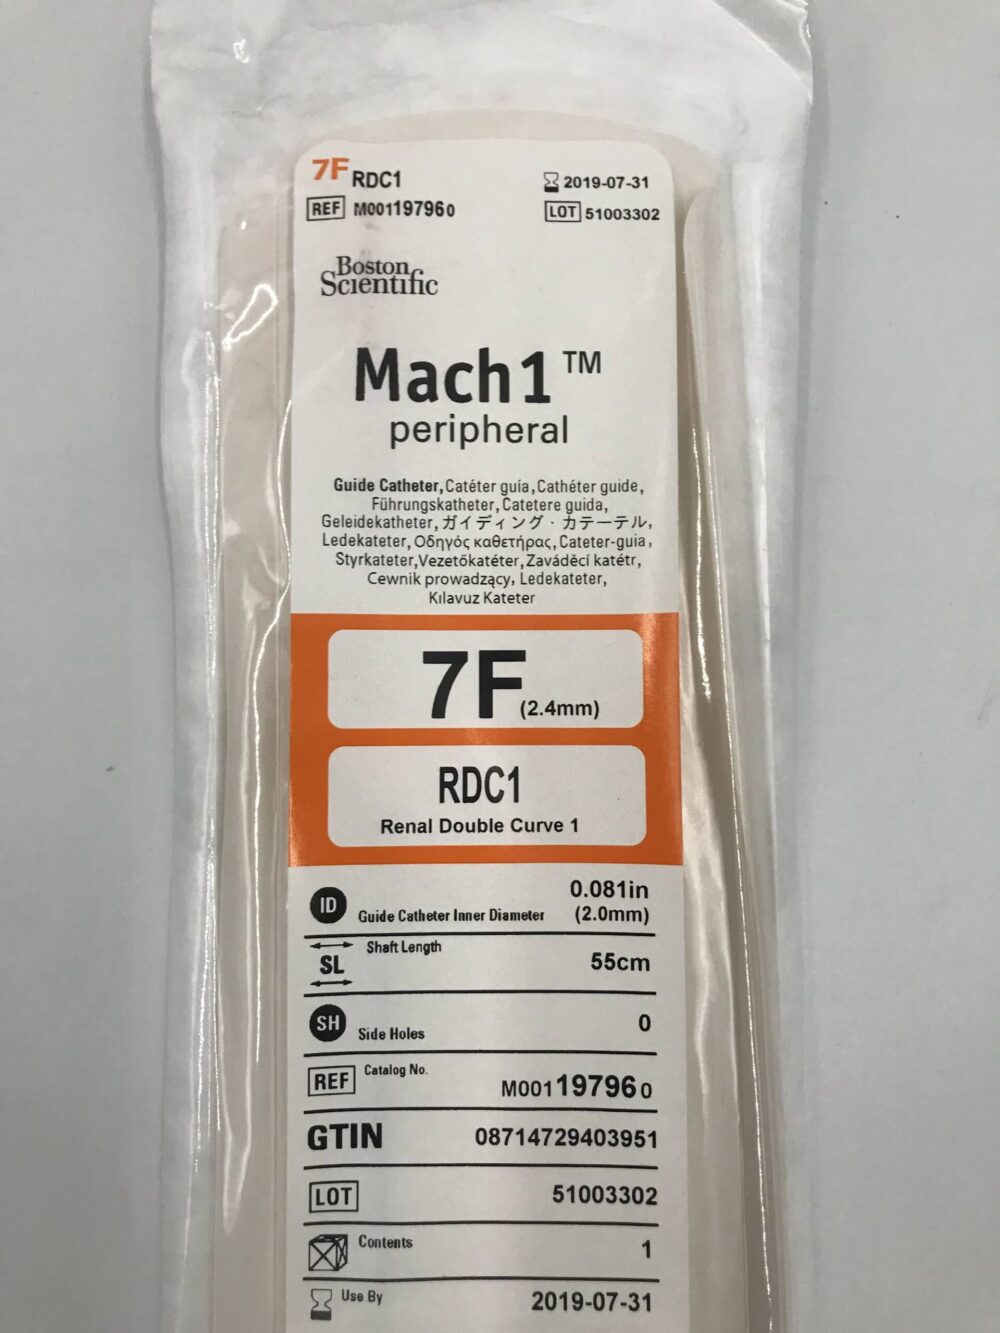 7F RDC1
2019-07-31
REF M001197960
LOT 51003302
Boston
Scientific
Mach1™
peripheral
Guide Catheter, Catéter guía, Cathéter guide,
Führungskatheter, Catetere guida,
Geleidekatheter, ガイディング・カテーテル,
Ledekateter, Οδηγός καθετήρας, Cateter-guia,
Styrkateter, Vezetőkatéter, Zaváděcí katétr,
Cewnik prowadzący, Ledekateter,
Kılavuz Kateter
7F (2.4mm)
RDC1
Renal Double Curve 1
ID Guide Catheter Inner Diameter 0.081in
(2.0mm)
SL Shaft Length 55cm
SH Side Holes 0
REF Catalog No. M001197960
GTIN 08714729403951
LOT 51003302
Contents 1
Use By 2019-07-31